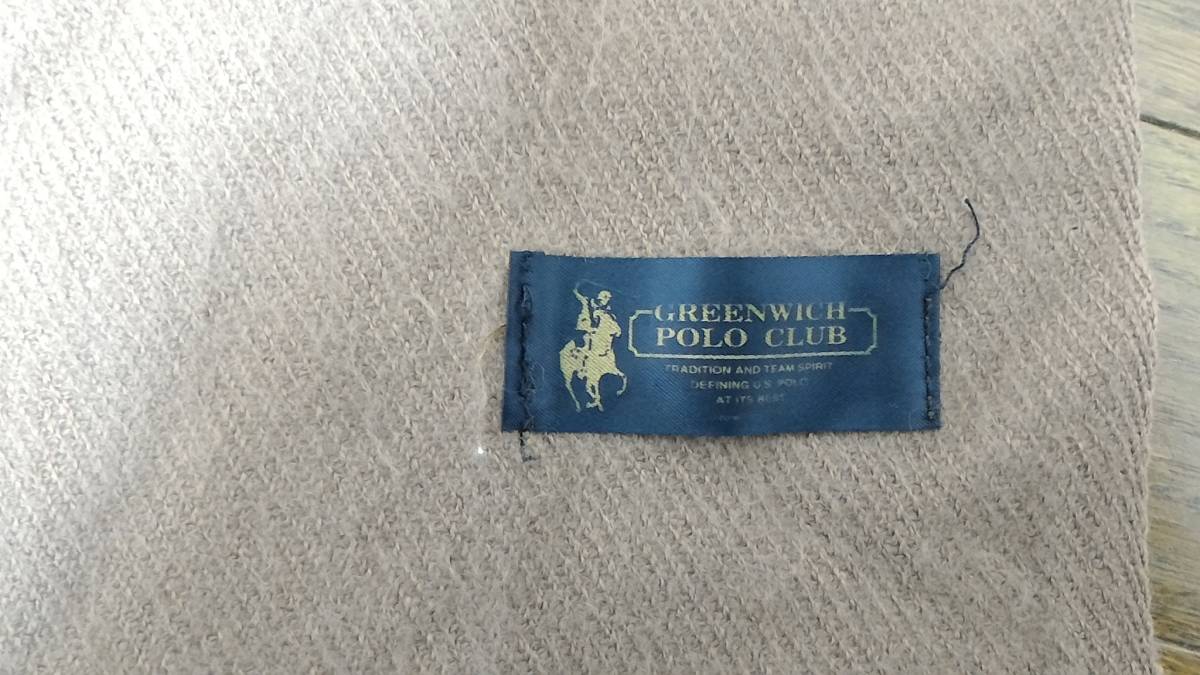 GREENWICH
POLO CLUB
TRADITION AND TEAM SPIRIT
DEFINING U.S. POLO
AT ITS BEST